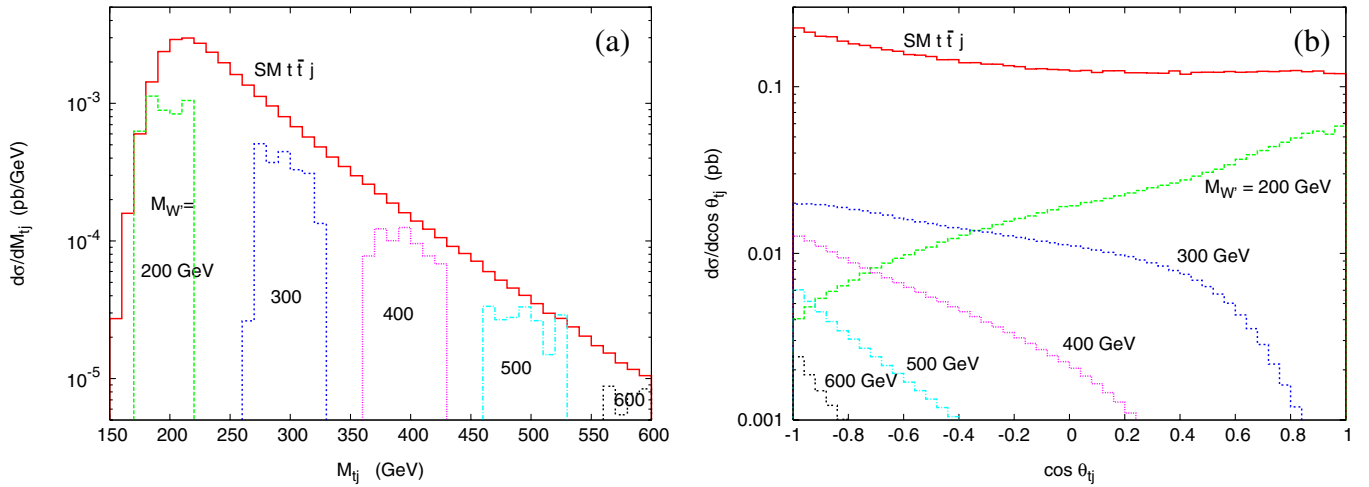 (a)
SM t t̄ j
10⁻³
10⁻⁴
10⁻⁵
dσ/dM_tj (pb/GeV)
M_W'=
200 GeV
300
400
500
600
150 200 250 300 350 400 450 500 550 600
M_tj (GeV)
(b)
SM t t̄ j
0.1
0.01
0.001
dσ/dcos θ_tj (pb)
M_W' = 200 GeV
300 GeV
400 GeV
500 GeV
600 GeV
-1 -0.8 -0.6 -0.4 -0.2 0 0.2 0.4 0.6 0.8 1
cos θ_tj